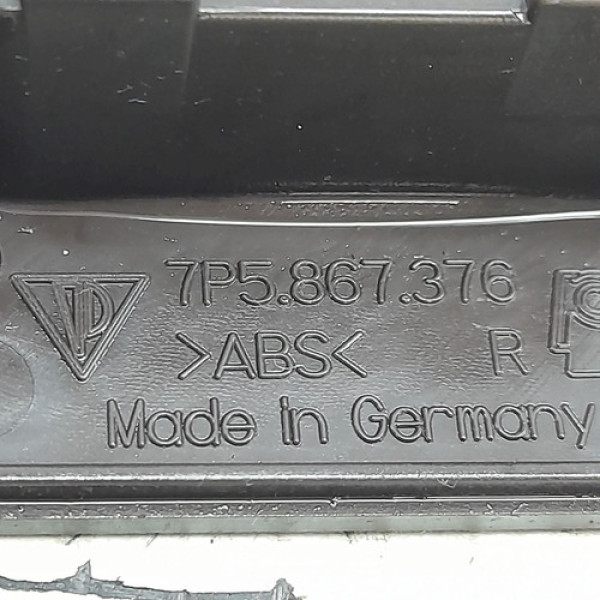 7P5.867.376
>ABS< R
Made in Germany